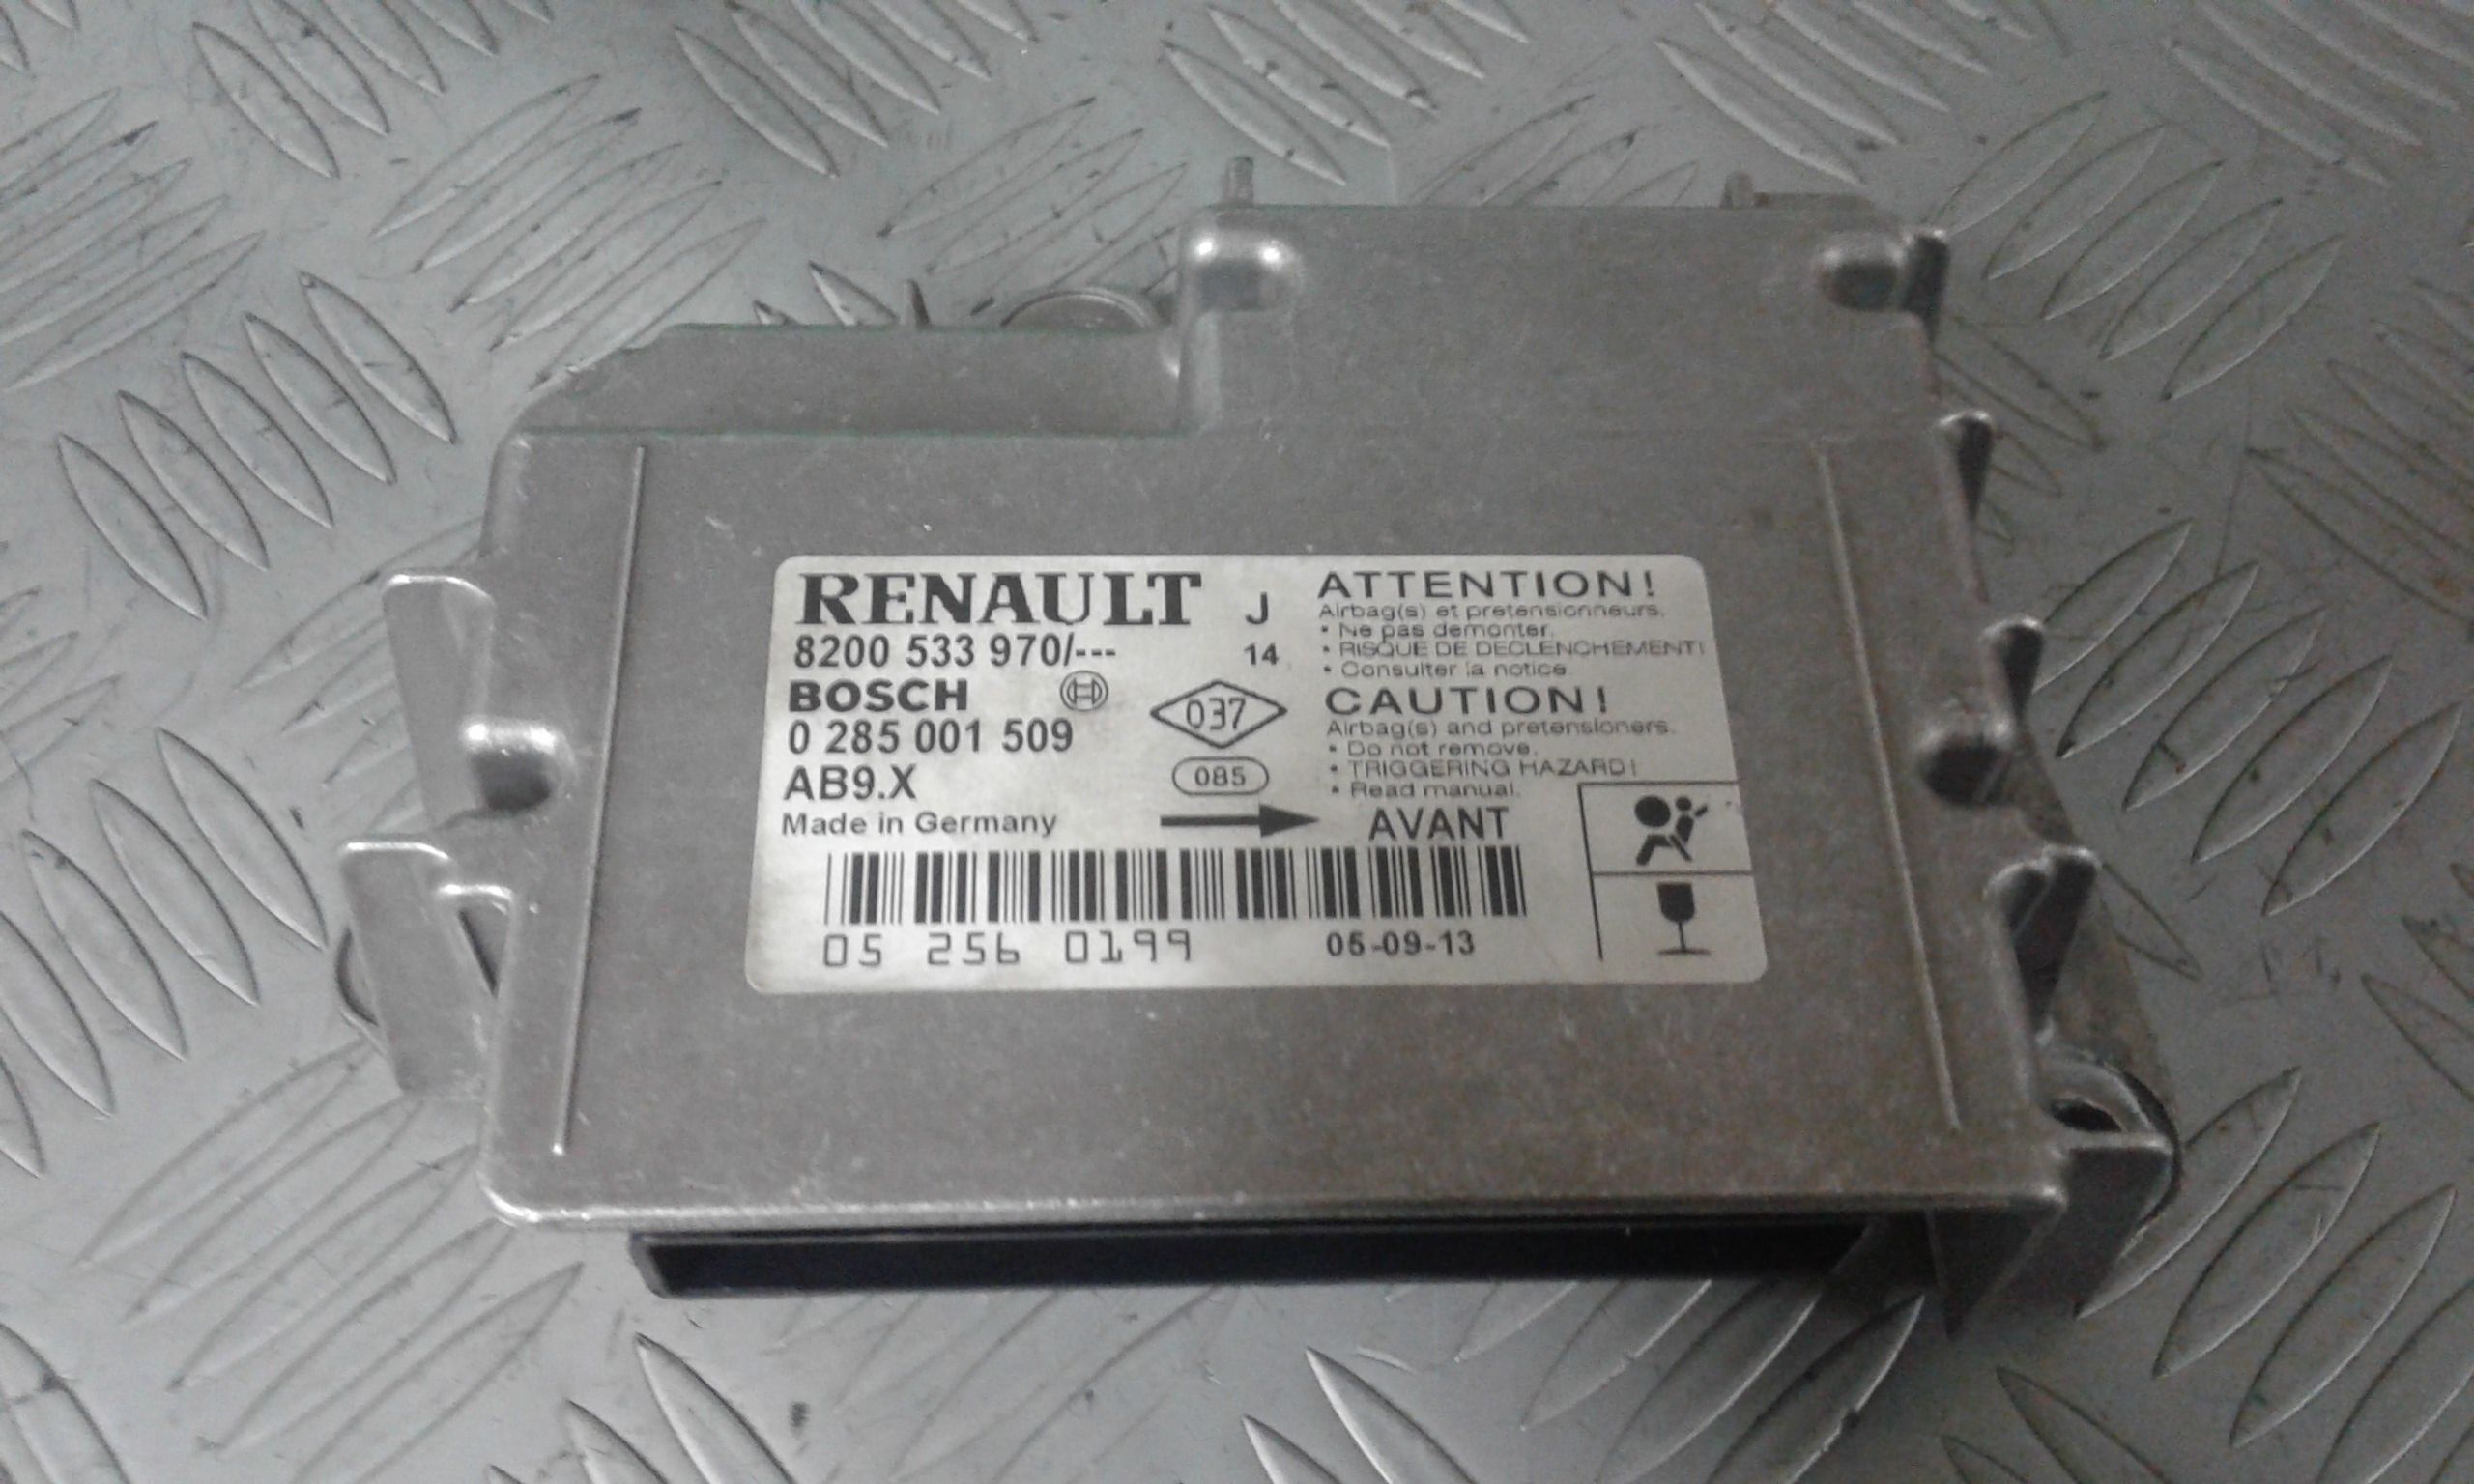 RENAULT J
8200 533 970/--- 14
BOSCH
0 285 001 509
AB9.X
Made in Germany
037
085
ATTENTION!
Airbag(s) et pretensionneurs.
• Ne pas demonter.
• RISQUE DE DECLENCHEMENT!
• Consulter la notice.
CAUTION!
Airbag(s) and pretensioners.
• Do not remove.
• TRIGGERING HAZARD!
• Read manual.
AVANT
05 256 0199 05-09-13